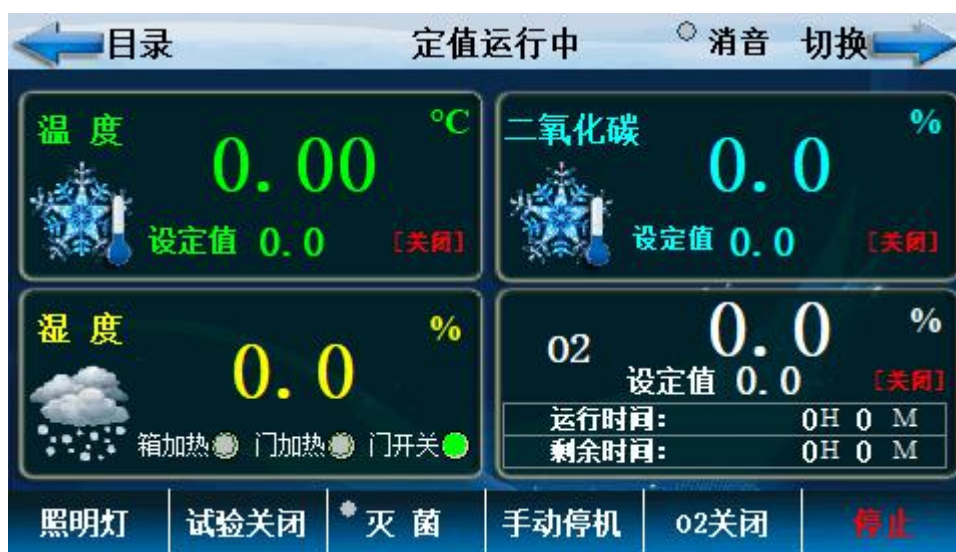 目录 定值运行中 消音 切换
温 度 ℃
0.00
设定值 0.0 [关闭]
二氧化碳 %
0.0
设定值 0.0 [关闭]
湿 度 %
0.0
箱加热 门加热 门开关
O2 0.0 %
设定值 0.0 [关闭]
运行时间: 0H 0 M
剩余时间: 0H 0 M
照明灯 试验关闭 灭 菌 手动停机 O2关闭 停止